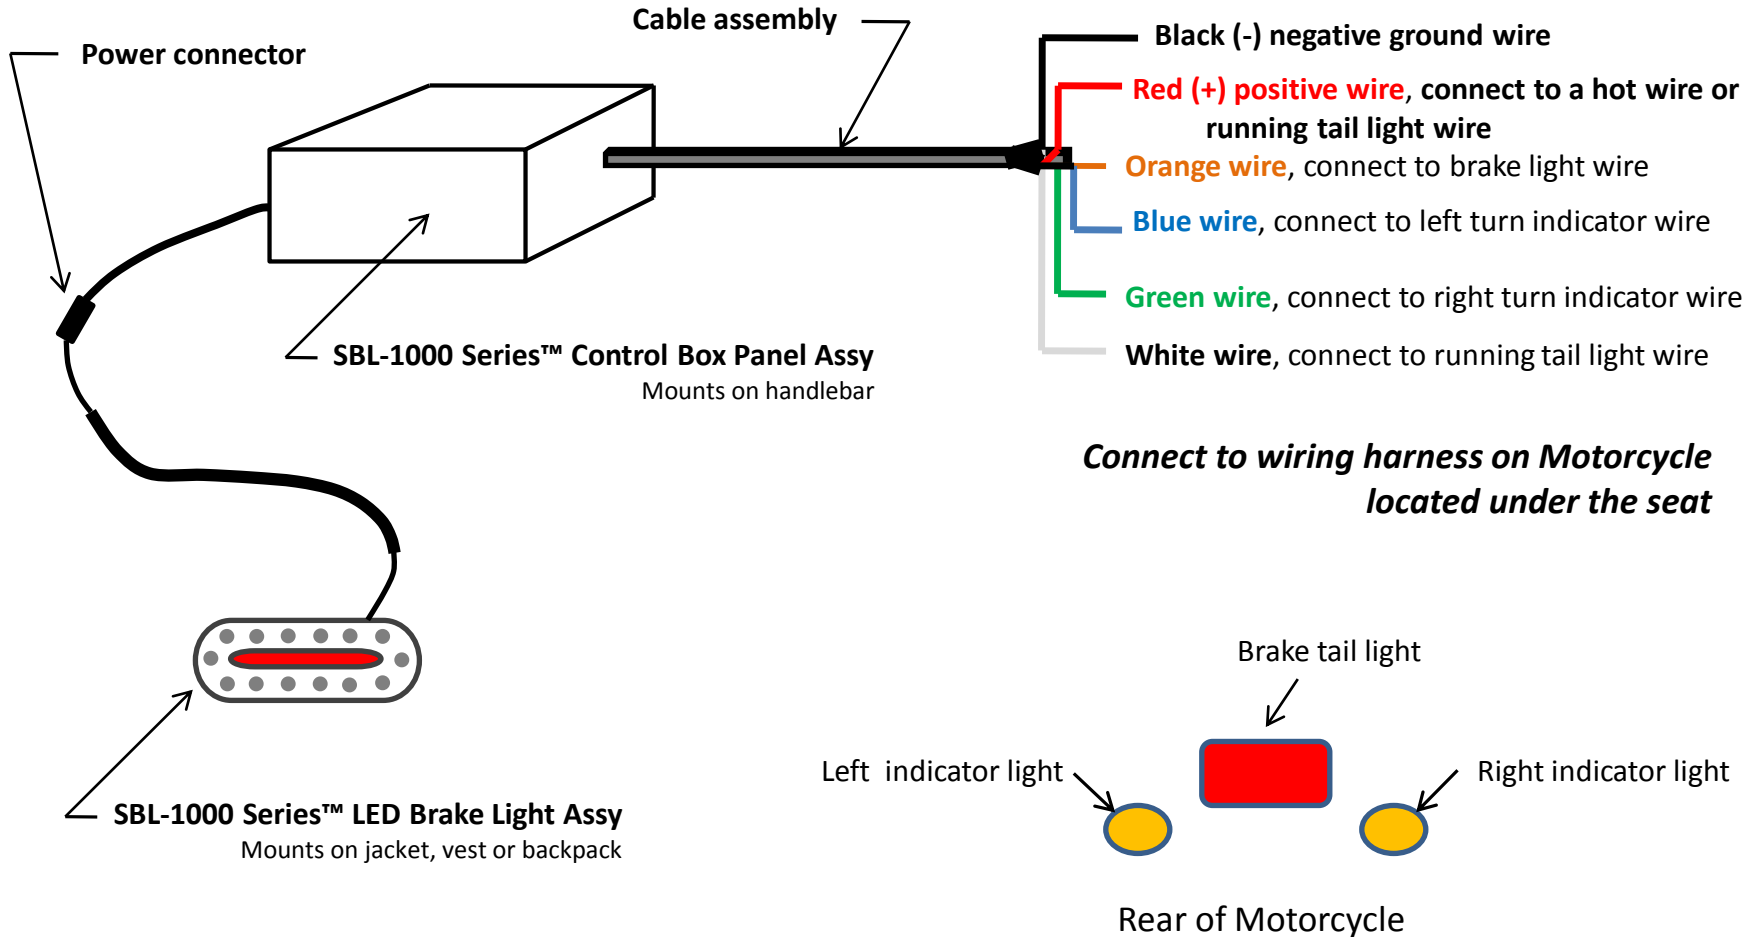 Cable assembly
Power connector
Black (-) negative ground wire
Red (+) positive wire, connect to a hot wire or
running tail light wire
Orange wire, connect to brake light wire
Blue wire, connect to left turn indicator wire
Green wire, connect to right turn indicator wire
White wire, connect to running tail light wire
SBL-1000 Series™ Control Box Panel Assy
Mounts on handlebar
Connect to wiring harness on Motorcycle
located under the seat
Brake tail light
Left indicator light
Right indicator light
SBL-1000 Series™ LED Brake Light Assy
Mounts on jacket, vest or backpack
Rear of Motorcycle